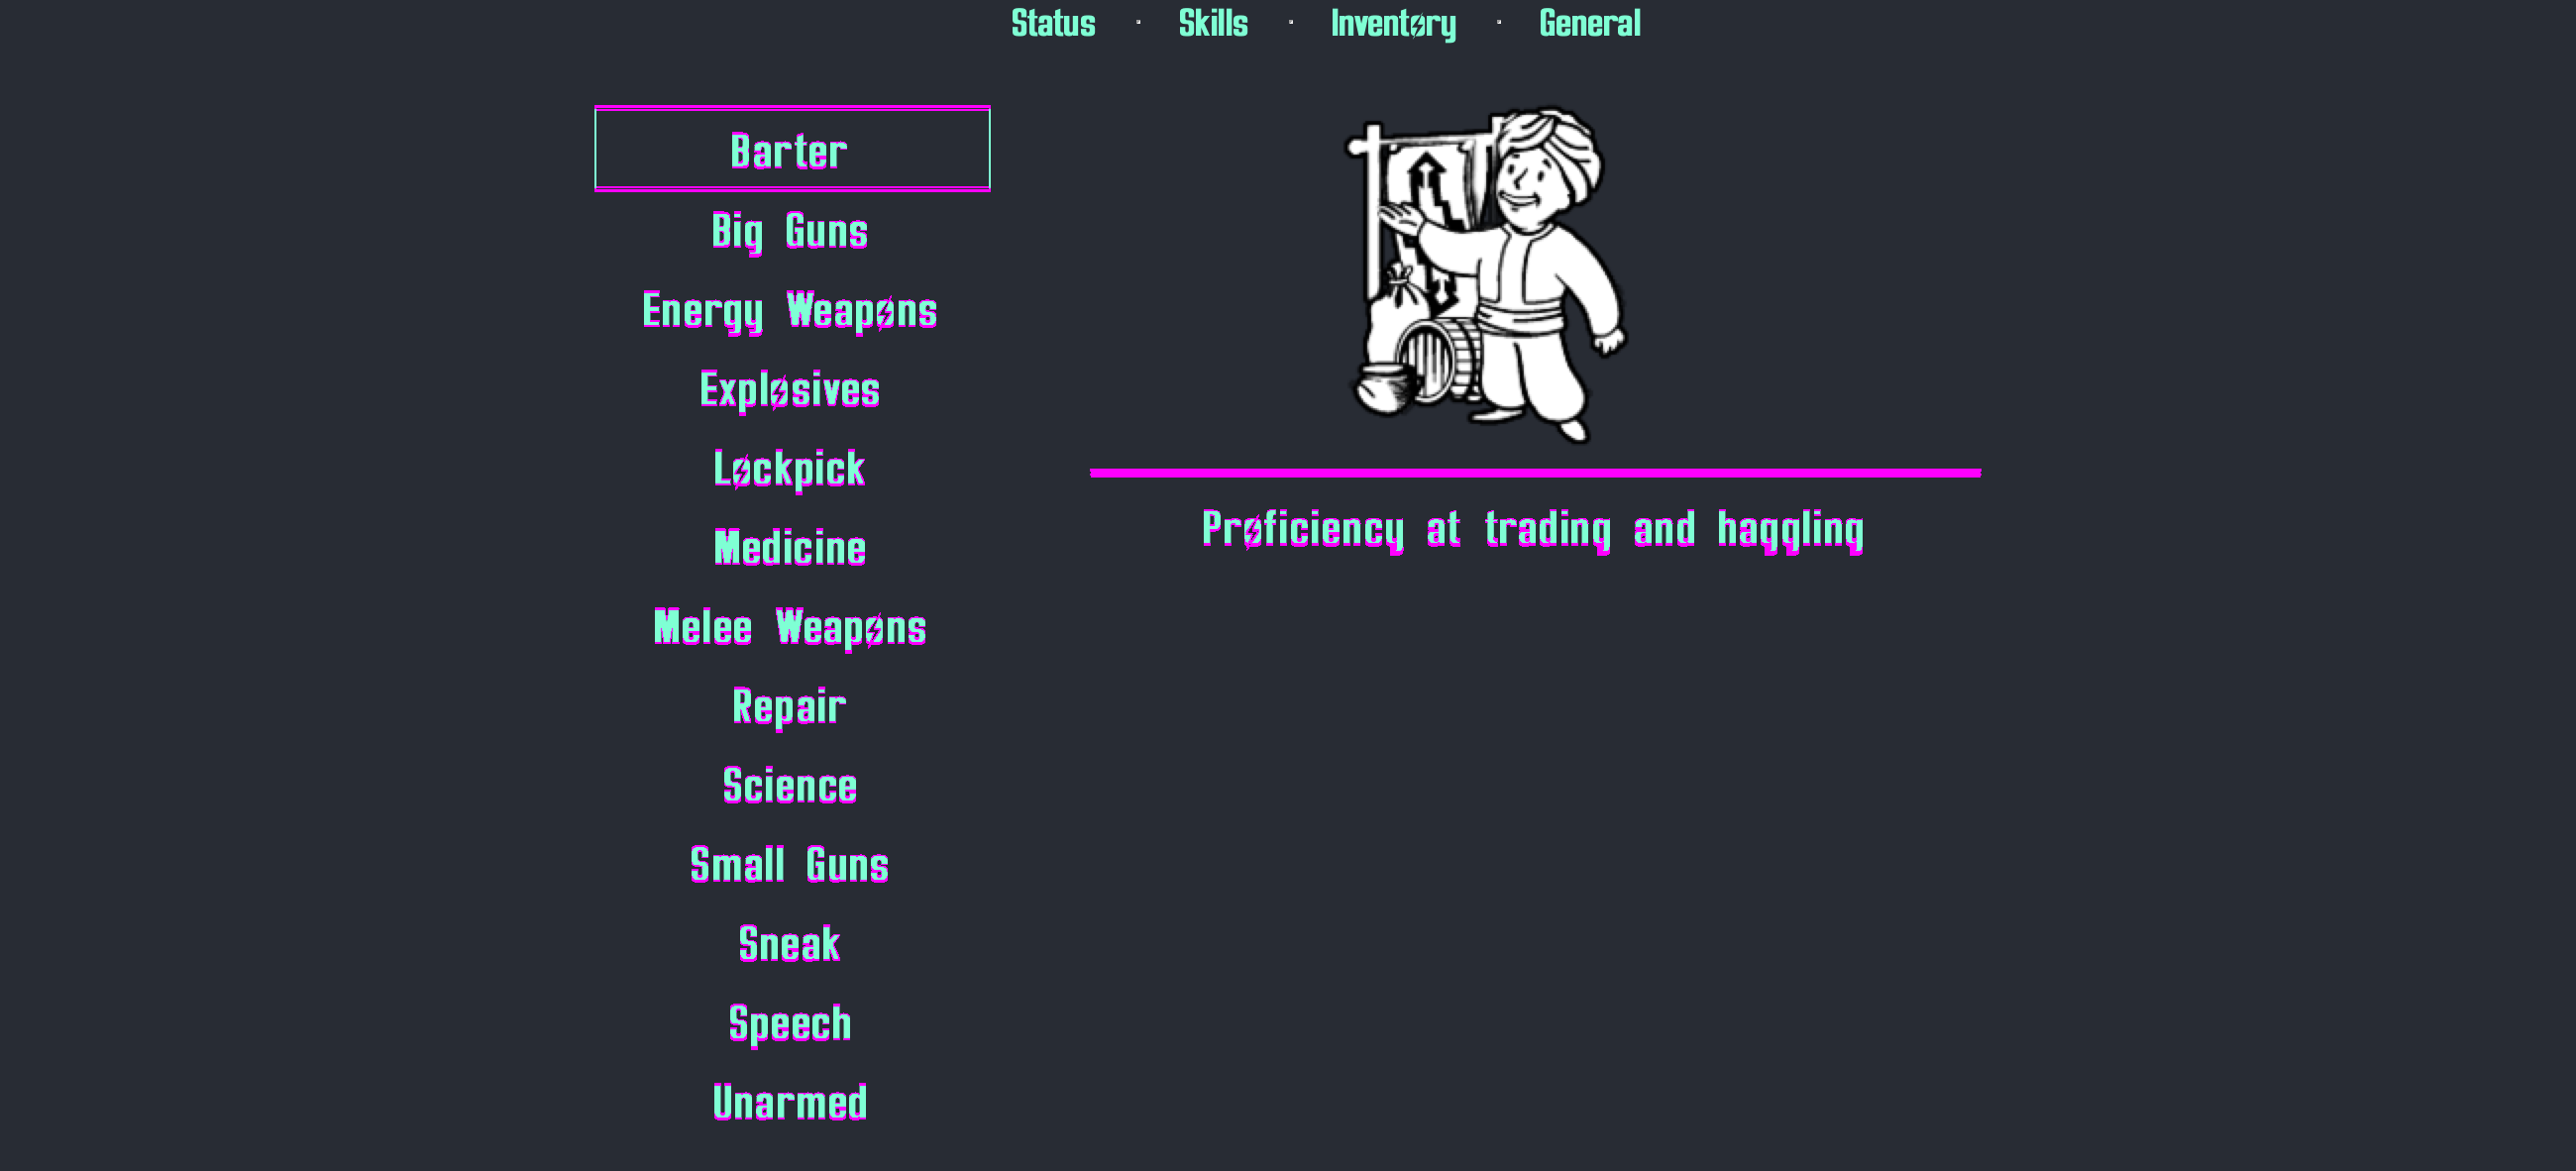 Status · Skills · Inventory · General
Barter
Big Guns
Energy Weapons
Explosives
Lockpick
Medicine
Melee Weapons
Repair
Science
Small Guns
Sneak
Speech
Unarmed
Proficiency at trading and haggling